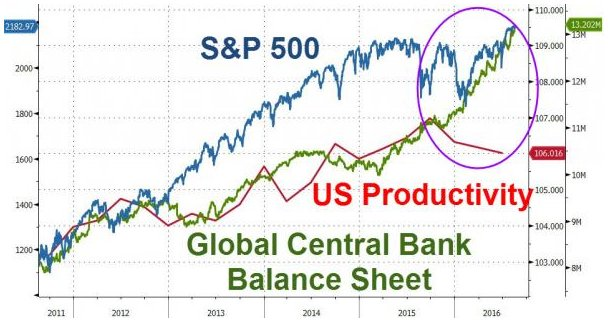 2182.97
2000
1800
1600
1400
1200
S&P 500
US Productivity
Global Central Bank
Balance Sheet
110.000
109.000
107.000
106.016
105.000
104.000
103.000
13.202M
13M
12M
11M
10M
9M
8M
2011
2012
2013
2014
2015
2016